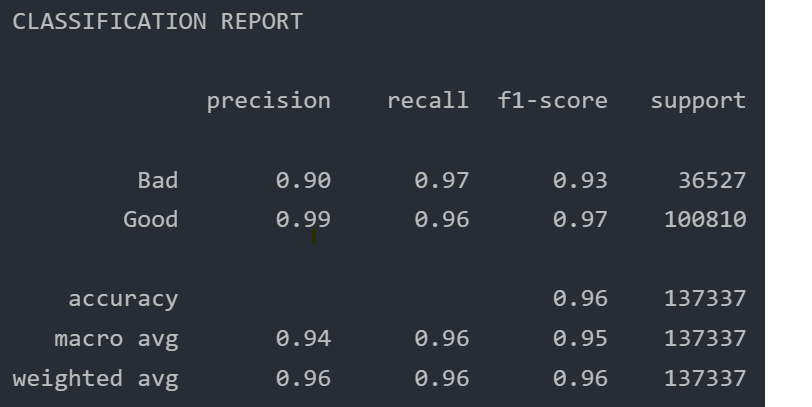 CLASSIFICATION REPORT
precision recall f1-score support
Bad 0.90 0.97 0.93 36527
Good 0.99 0.96 0.97 100810
accuracy 0.96 137337
macro avg 0.94 0.96 0.95 137337
weighted avg 0.96 0.96 0.96 137337